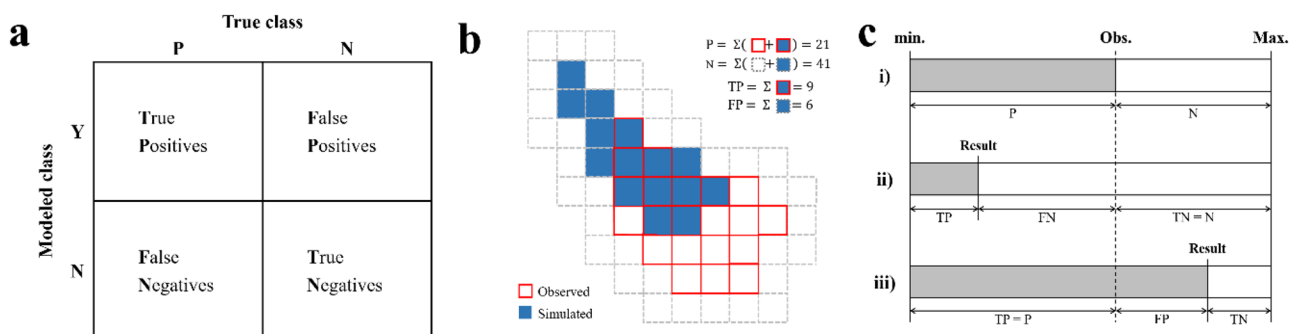 a
True class
P
N
Modeled class
Y
True
Positives
False
Positives
N
False
Negatives
True
Negatives
b
P = Σ( + ) = 21
N = Σ( + ) = 41
TP = Σ = 9
FP = Σ = 6
Observed
Simulated
c
min.
Obs.
Max.
i)
P
N
Result
ii)
TP
FN
TN = N
Result
iii)
TP = P
FP
TN